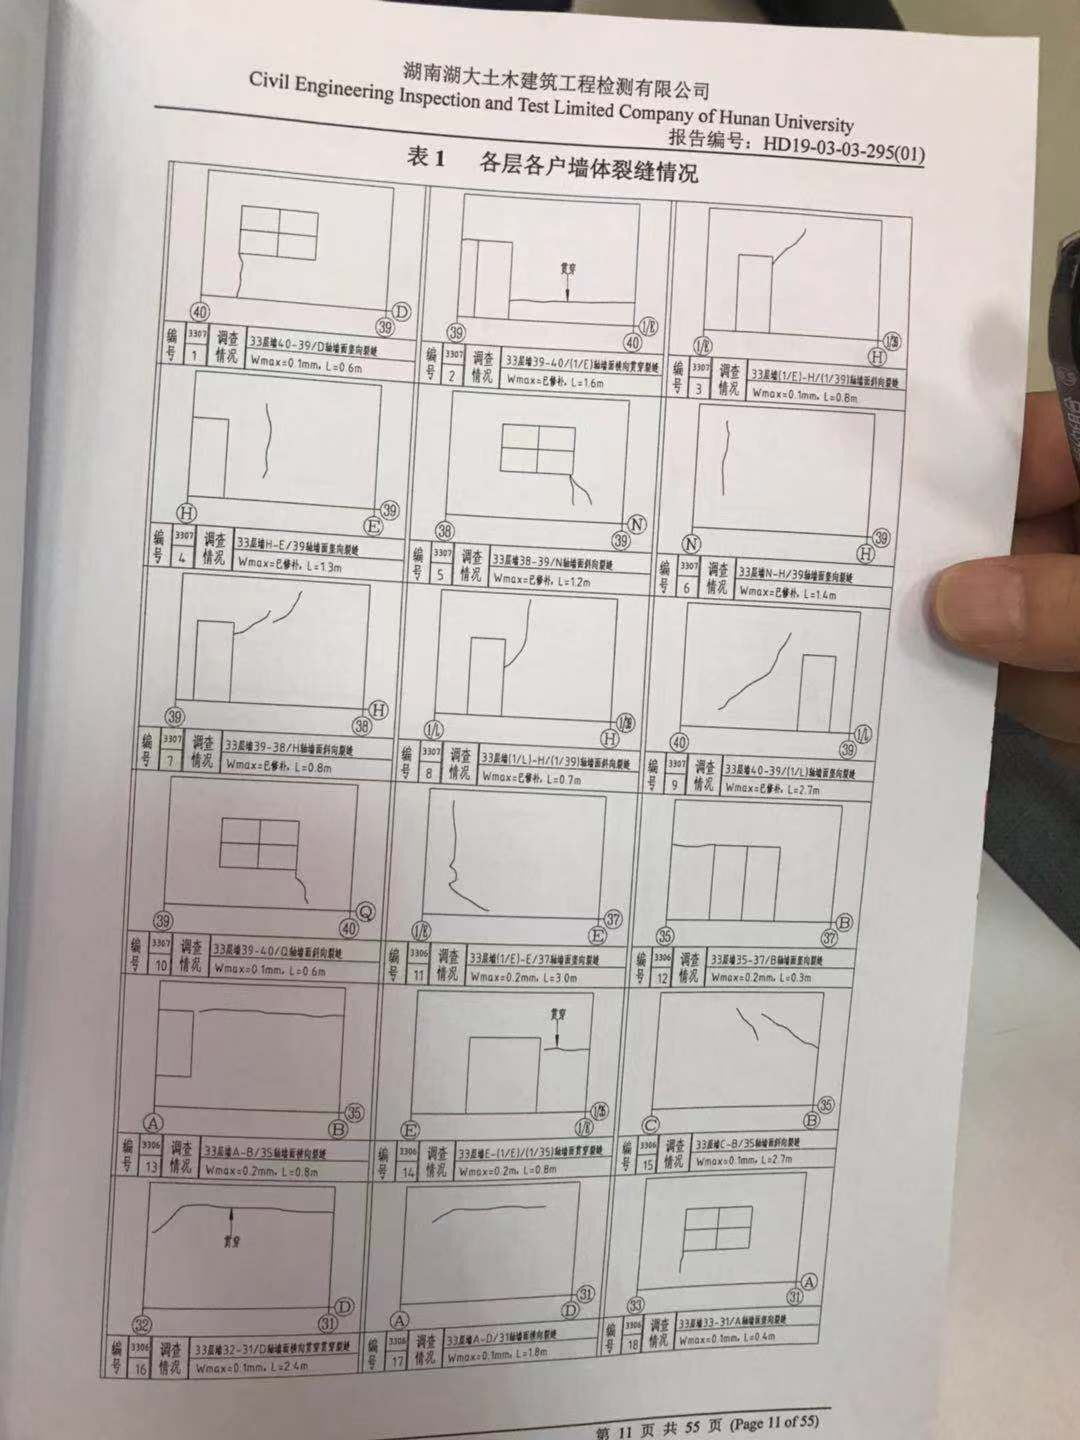 湖南湖大土木建筑工程检测有限公司
Civil Engineering Inspection and Test Limited Company of Hunan University
报告编号：HD19-03-03-295(01)
表 1 各层各户墙体裂缝情况
40 39 D
编号 3307 1 调查情况 33层墙40-39/D轴墙面竖向裂缝
Wmax=0.1mm, L=0.6m
贯穿
39 40 1/E
编号 3307 2 调查情况 33层墙39-40/(1/E)轴墙面横向贯穿裂缝
Wmax=已修补, L=1.6m
1/E H 1/39
编号 3307 3 调查情况 33层墙(1/E)-H/(1/39)轴墙面斜向裂缝
Wmax=0.1mm, L=0.8m
H E 39
编号 3307 4 调查情况 33层墙H-E/39轴墙面竖向裂缝
Wmax=已修补, L=1.3m
38 39 N
编号 3307 5 调查情况 33层墙38-39/N轴墙面竖向裂缝
Wmax=已修补, L=1.2m
N H 39
编号 3307 6 调查情况 33层墙N-H/39轴墙面竖向裂缝
Wmax=已修补, L=1.4m
39 38 H
编号 3307 7 调查情况 33层墙39-38/H轴墙面斜向裂缝
Wmax=已修补, L=0.8m
1/L H 1/39
编号 3307 8 调查情况 33层墙(1/L)-H/(1/39)轴墙面斜向裂缝
Wmax=已修补, L=0.7m
40 39 1/L
编号 3307 9 调查情况 33层墙40-39/(1/L)轴墙面斜向裂缝
Wmax=已修补, L=2.7m
39 40 Q
编号 3307 10 调查情况 33层墙39-40/Q轴墙面斜向裂缝
Wmax=0.1mm, L=0.6m
1/E E 37
编号 3306 11 调查情况 33层墙(1/E)-E/37轴墙面竖向裂缝
Wmax=0.2mm, L=3.0m
35 37 B
编号 3306 12 调查情况 33层墙35-37/B轴墙面竖向裂缝
Wmax=0.2mm, L=0.3m
A B 35
编号 3306 13 调查情况 33层墙A-B/35轴墙面横向裂缝
Wmax=0.2mm, L=0.8m
贯穿
E 1/E 1/35
编号 3306 14 调查情况 33层墙E-(1/E)/(1/35)轴墙面贯穿裂缝
Wmax=0.2m, L=0.8m
C B 35
编号 3306 15 调查情况 33层墙C-B/35轴墙面斜向裂缝
Wmax=0.1mm, L=2.7m
贯穿
32 31 D
编号 3306 16 调查情况 33层墙32-31/D轴墙面横向贯穿贯穿裂缝
Wmax=0.1mm, L=2.4m
A D 31
编号 3306 17 调查情况 33层墙A-D/31轴墙面横向裂缝
Wmax=0.1mm, L=1.8m
33 31 A
编号 3306 18 调查情况 33层墙33-31/A轴墙面竖向裂缝
Wmax=0.1mm, L=0.4m
第 11 页 共 55 页 (Page 11 of 55)